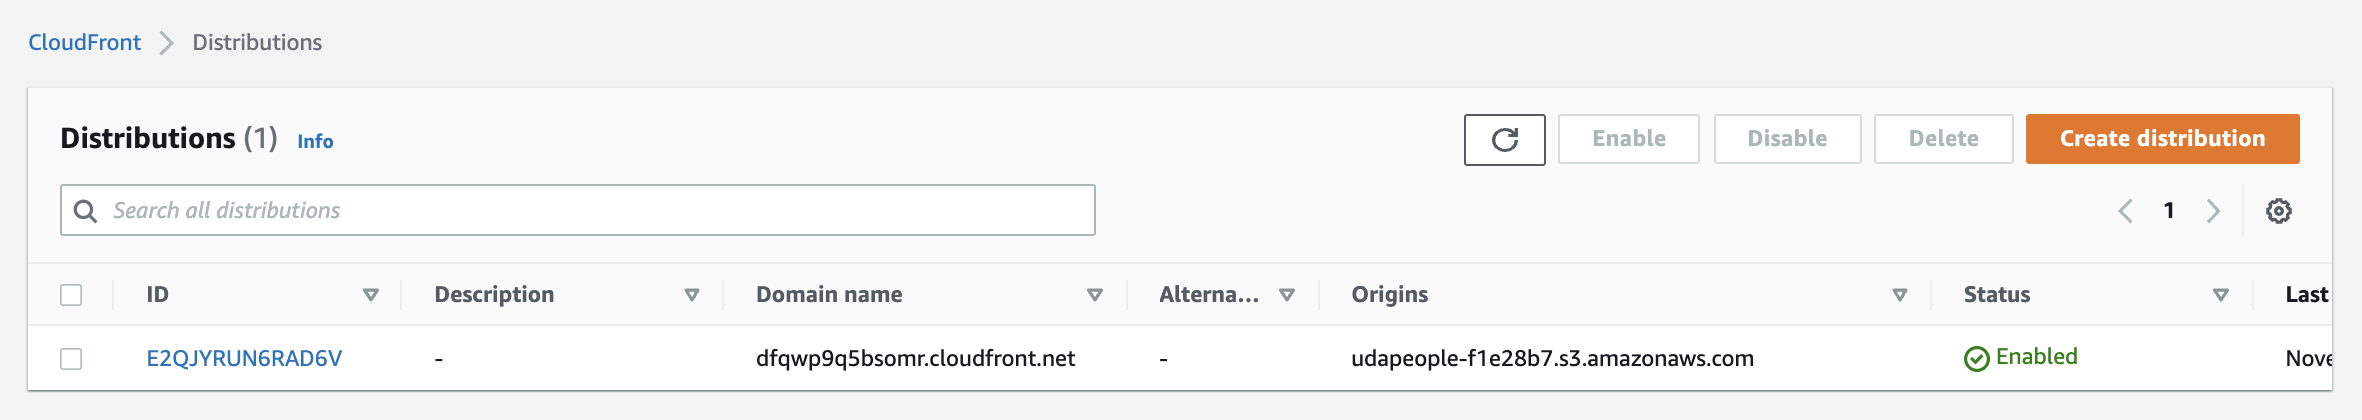 CloudFront Distributions
Distributions (1) Info
Enable Disable Delete Create distribution
Search all distributions
1
ID Description Domain name Alterna... Origins Status Last
E2QJYRUN6RAD6V - dfqwp9q5bsomr.cloudfront.net - udapeople-f1e28b7.s3.amazonaws.com Enabled Nove